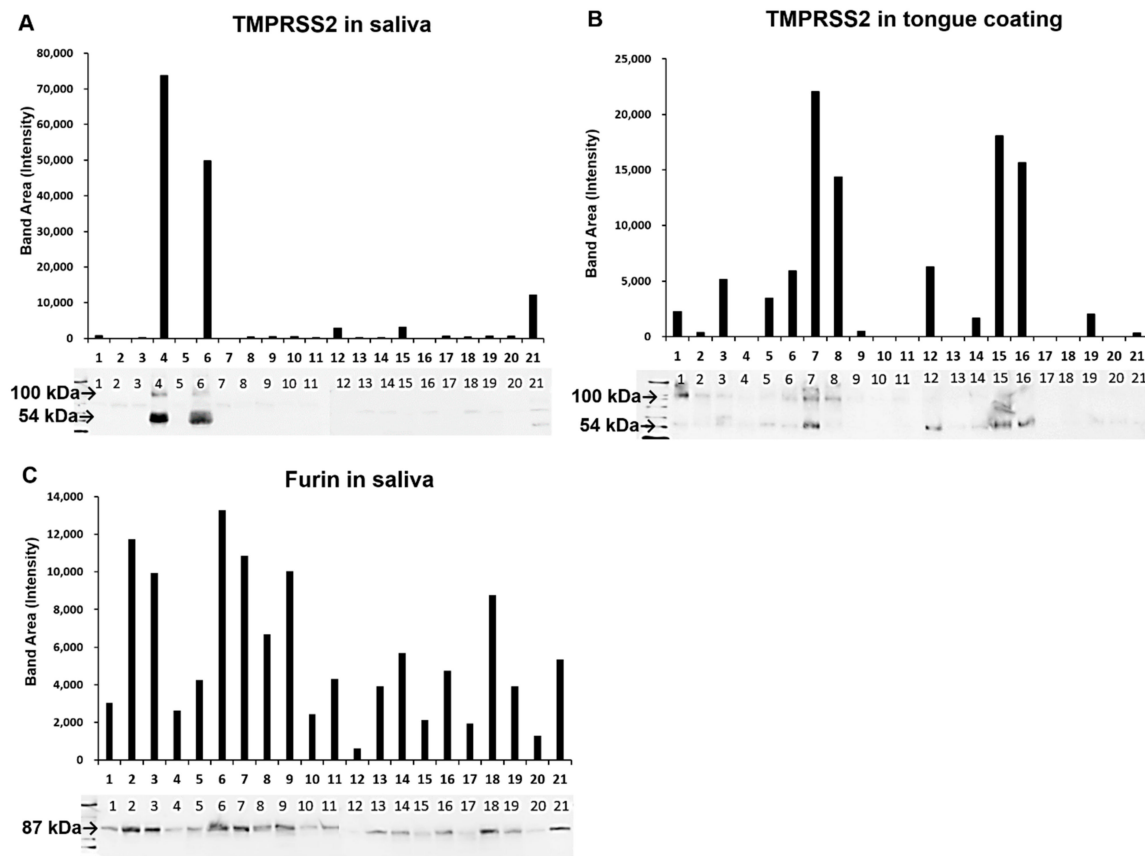 A
TMPRSS2 in saliva
80,000
70,000
60,000
50,000
40,000
30,000
20,000
10,000
0
Band Area (Intensity)
1 2 3 4 5 6 7 8 9 10 11 12 13 14 15 16 17 18 19 20 21
1 2 3 4 5 6 7 8 9 10 11 12 13 14 15 16 17 18 19 20 21
100 kDa→
54 kDa→
B
TMPRSS2 in tongue coating
25,000
20,000
15,000
10,000
5,000
0
Band Area (Intensity)
1 2 3 4 5 6 7 8 9 10 11 12 13 14 15 16 17 18 19 20 21
1 2 3 4 5 6 7 8 9 10 11 12 13 14 15 16 17 18 19 20 21
100 kDa→
54 kDa→
C
Furin in saliva
14,000
12,000
10,000
8,000
6,000
4,000
2,000
0
Band Area (Intensity)
1 2 3 4 5 6 7 8 9 10 11 12 13 14 15 16 17 18 19 20 21
1 2 3 4 5 6 7 8 9 10 11 12 13 14 15 16 17 18 19 20 21
87 kDa→